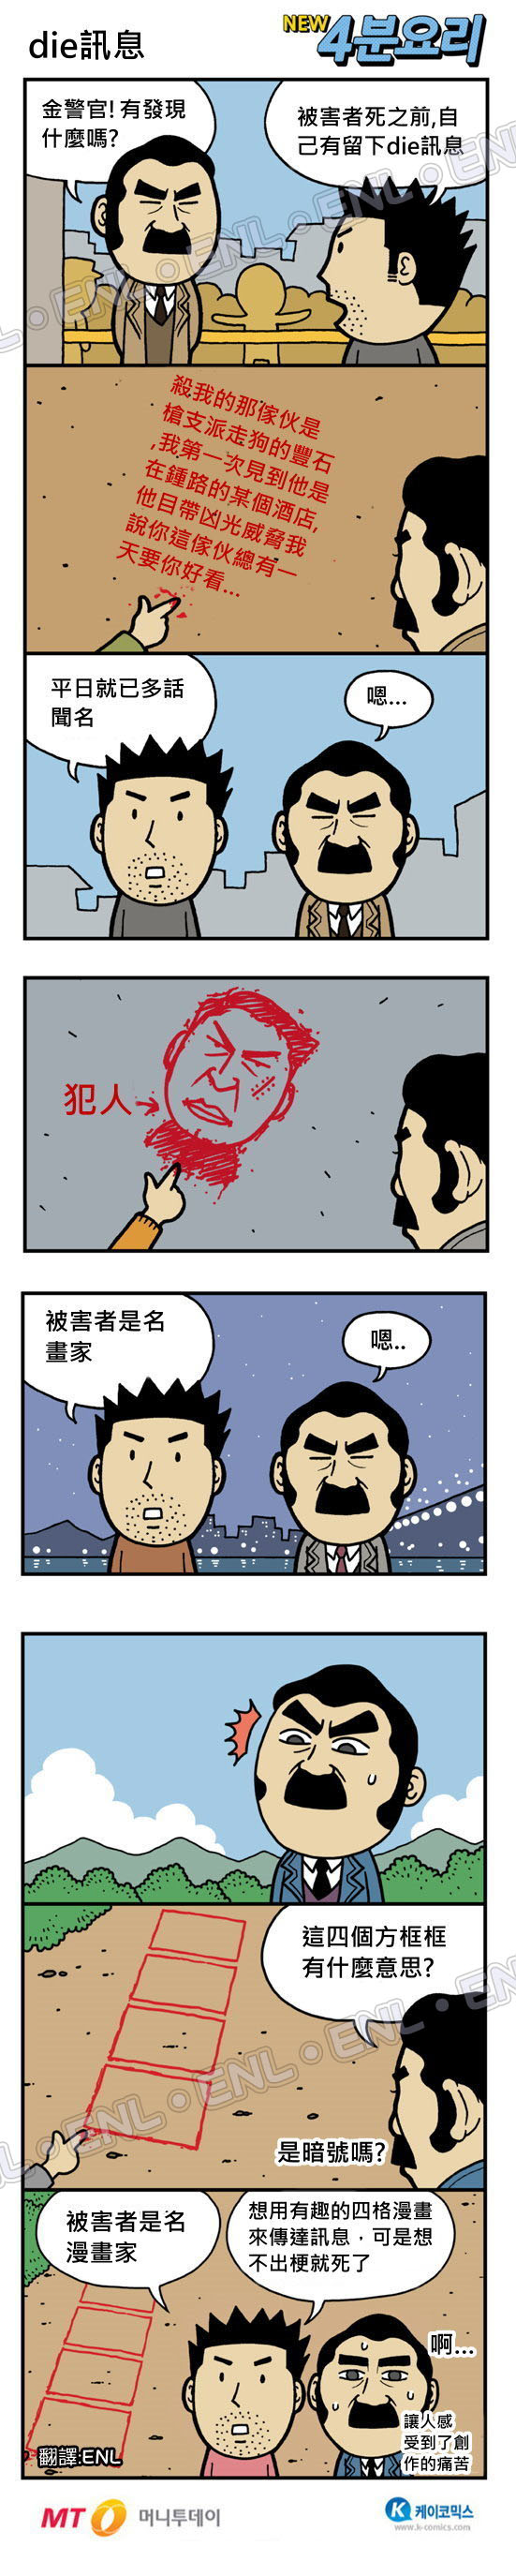 die訊息
NEW 4분요리
金警官! 有發現
什麼嗎?
被害者死之前,自
己有留下die訊息
殺我的那傢伙是
槍支派走狗的豐石
,我第一次見到他是
在鍾路的某個酒店,
他目帶凶光威脅我
說你這傢伙總有一
天要你好看...
平日就已多話
聞名
嗯...
犯人
被害者是名
畫家
嗯..
這四個方框框
有什麼意思?
是暗號嗎?
被害者是名
漫畫家
想用有趣的四格漫畫
來傳達訊息，可是想
不出梗就死了
啊...
讓人感
受到了創
作的痛苦
翻譯:ENL
MT 머니투데이
K 케이코믹스
www.k-comics.com
ENL • ENL • ENL • ENL
ENL • ENL • ENL • ENL